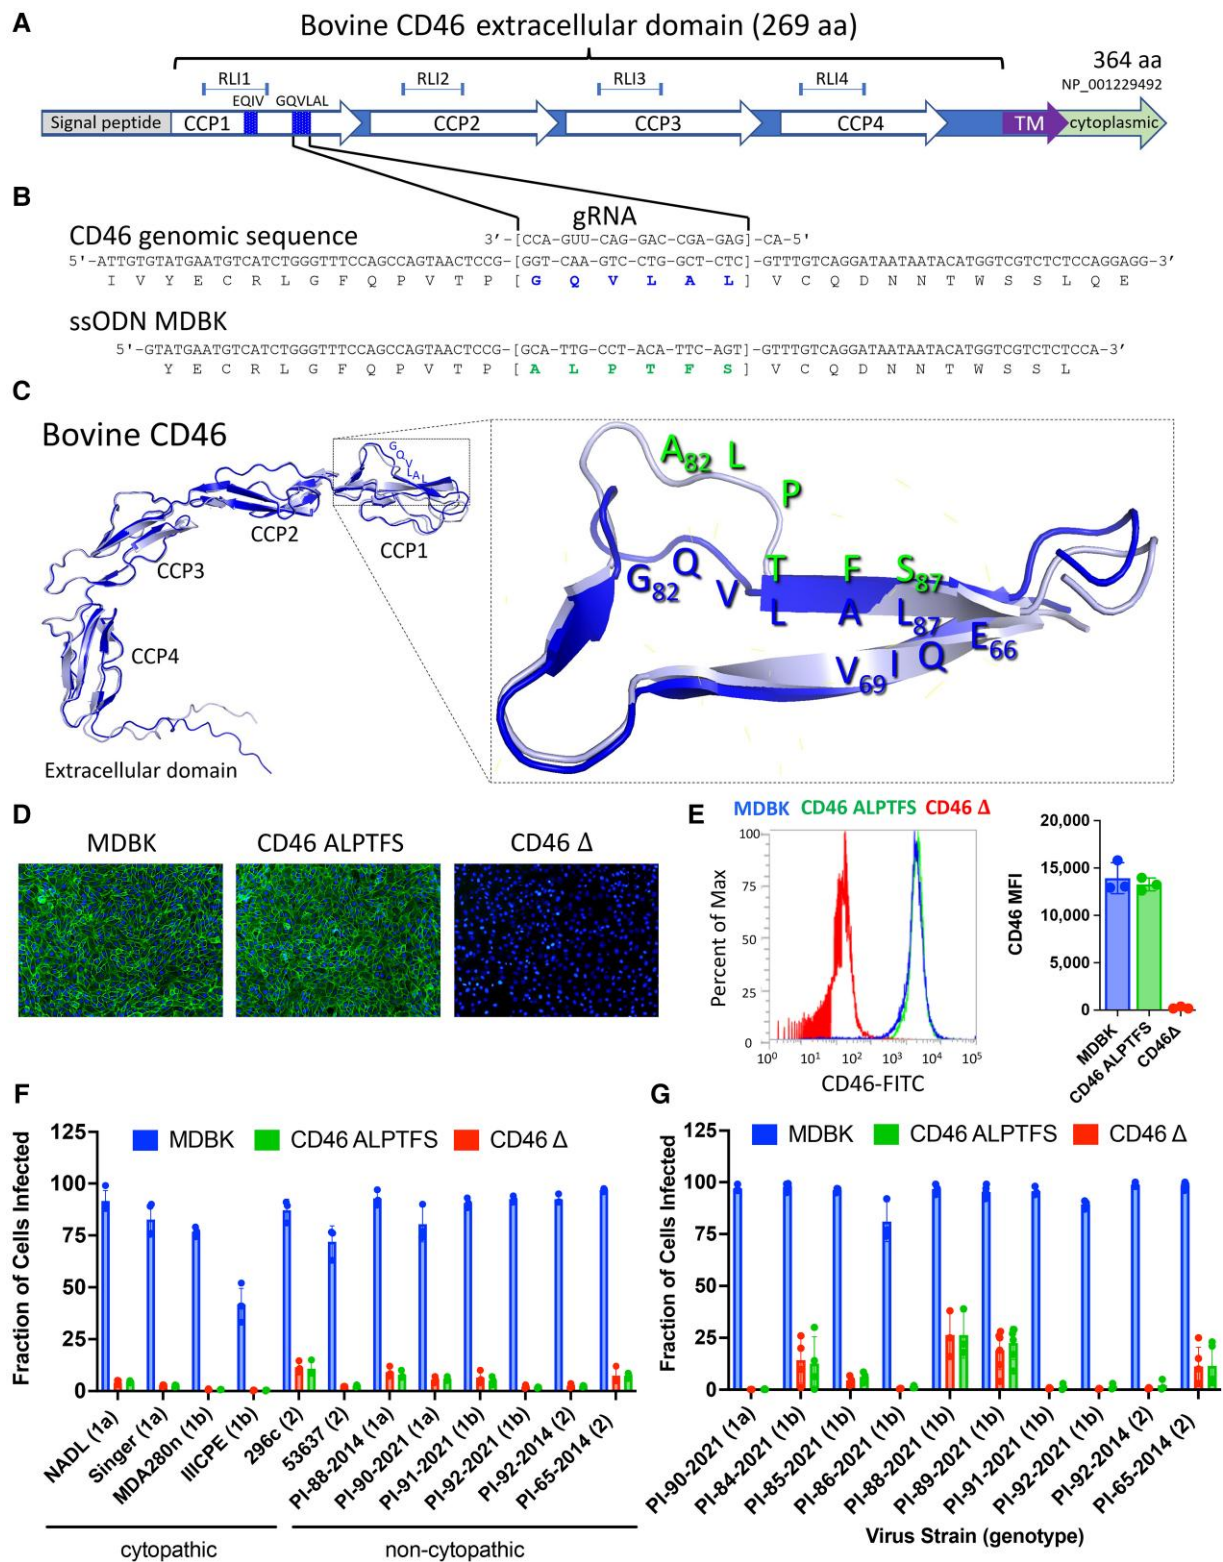 A
Bovine CD46 extracellular domain (269 aa)
364 aa
NP_001229492
RLI1
RLI2
RLI3
RLI4
EQIV
GQVLAL
Signal peptide
CCP1
CCP2
CCP3
CCP4
TM
cytoplasmic
B
gRNA
CD46 genomic sequence
3′-[CCA-GUU-CAG-GAC-CGA-GAG]-CA-5′
5′-ATTGTGTATGAATGTCATCTGGGTTTCCAGCCAGTAACTCCG-[GGT-CAA-GTC-CTG-GCT-CTC]-GTTTGTCAGGATAATAATACATGGTCGTCTCTCCAGGAGG-3′
I V Y E C R L G F Q P V T P [ G Q V L A L ] V C Q D N N T W S S L Q E
ssODN MDBK
5′-GTATGAATGTCATCTGGGTTTCCAGCCAGTAACTCCG-[GCA-TTG-CCT-ACA-TTC-AGT]-GTTTGTCAGGATAATAATACATGGTCGTCTCTCCA-3′
Y E C R L G F Q P V T P [ A L P T F S ] V C Q D N N T W S S L
C
Bovine CD46
G
Q
V
L
A
L
CCP1
CCP2
CCP3
CCP4
Extracellular domain
A82 L P
T F S87
G82 Q V L A L87
V69 I Q E66
D
MDBK
CD46 ALPTFS
CD46 Δ
E
MDBK CD46 ALPTFS CD46 Δ
Percent of Max
100
75
50
25
0
10⁰ 10¹ 10² 10³ 10⁴ 10⁵
CD46-FITC
CD46 MFI
20,000
15,000
10,000
5,000
0
MDBK
CD46 ALPTFS
CD46Δ
F
MDBK CD46 ALPTFS CD46 Δ
Fraction of Cells Infected
125
100
75
50
25
0
NADL (1a)
Singer (1a)
MDA280n (1b)
IIICPE (1b)
296c (2)
53637 (2)
PI-88-2014 (1a)
PI-90-2021 (1a)
PI-91-2021 (1b)
PI-92-2021 (1b)
PI-92-2014 (2)
PI-65-2014 (2)
cytopathic
non-cytopathic
G
MDBK CD46 ALPTFS CD46 Δ
Fraction of Cells Infected
125
100
75
50
25
0
PI-90-2021 (1a)
PI-84-2021 (1b)
PI-85-2021 (1b)
PI-86-2021 (1b)
PI-88-2021 (1b)
PI-89-2021 (1b)
PI-91-2021 (1b)
PI-92-2021 (1b)
PI-92-2014 (2)
PI-65-2014 (2)
Virus Strain (genotype)